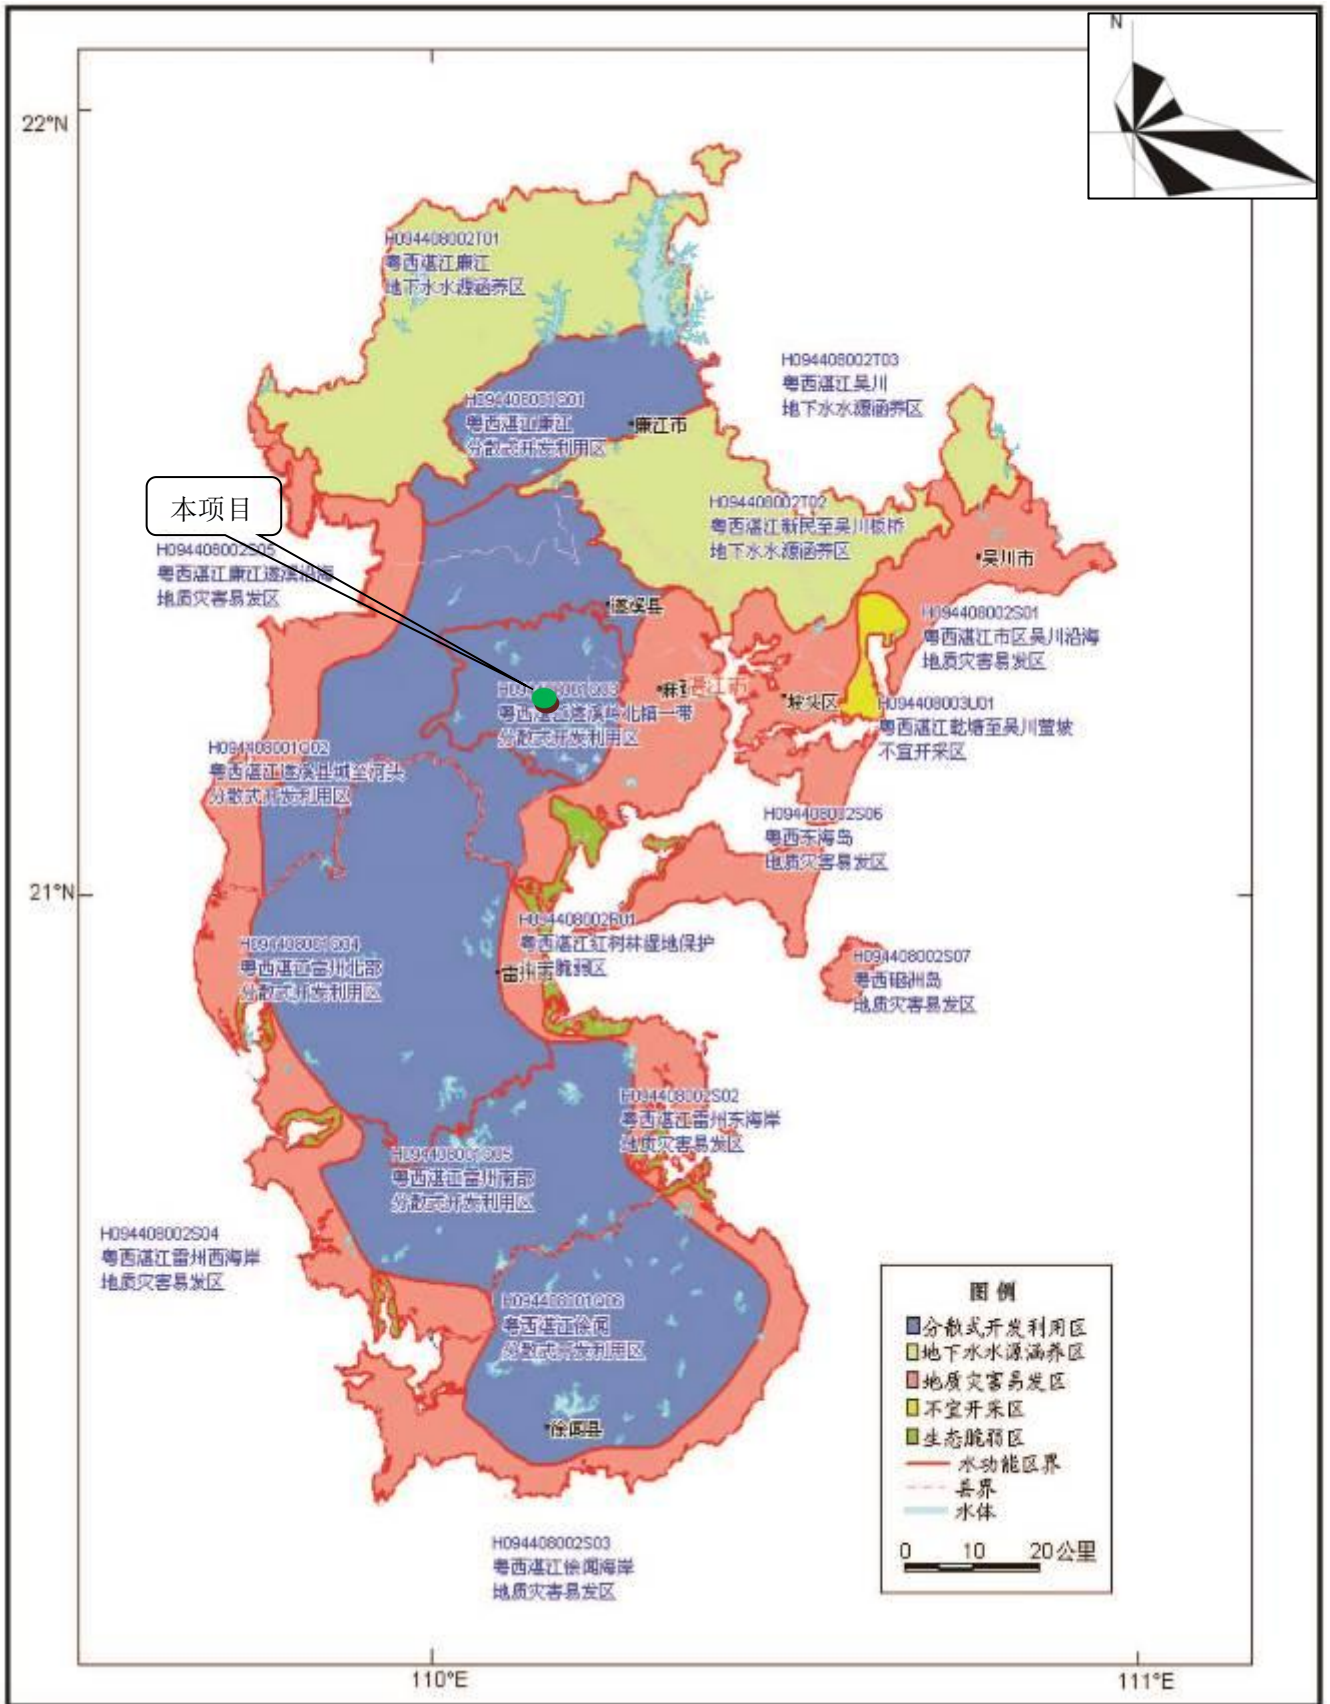 N
22°N
H094408002T01
粤西湛江廉江
地下水水源涵养区
H094408002T03
粤西湛江吴川
地下水水源涵养区
H094408001Q01
粤西湛江廉江
分散式开发利用区
廉江市
本项目
H094408002T02
粤西湛江新民至吴川板桥
地下水水源涵养区
H094408002S05
粤西湛江廉江遂溪沿海
地质灾害易发区
吴川市
遂溪县
H094408002S01
粤西湛江市区吴川沿海
地质灾害易发区
湛江市
坡头区
粤西湛江遂溪岭北镇一带
分散式开发利用区
H094408003U01
粤西湛江乾塘至吴川萱坡
不宜开采区
H094408001Q02
粤西湛江遂溪县城至河头
分散式开发利用区
H094408002S06
粤西东海岛
地质灾害易发区
21°N
H094408002R01
粤西湛江红树林湿地保护
脆弱区
H094408001Q04
粤西湛江雷州北部
分散式开发利用区
雷州市
H094408002S07
粤西硇洲岛
地质灾害易发区
H094408002S02
粤西湛江雷州东海岸
地质灾害易发区
H094408001Q05
粤西湛江雷州南部
分散式开发利用区
H094408002S04
粤西湛江雷州西海岸
地质灾害易发区
H094408001Q06
粤西湛江徐闻
分散式开发利用区
徐闻县
H094408002S03
粤西湛江徐闻海岸
地质灾害易发区
图例
分散式开发利用区
地下水水源涵养区
地质灾害易发区
不宜开采区
生态脆弱区
水功能区界
县界
水体
0 10 20公里
110°E
111°E